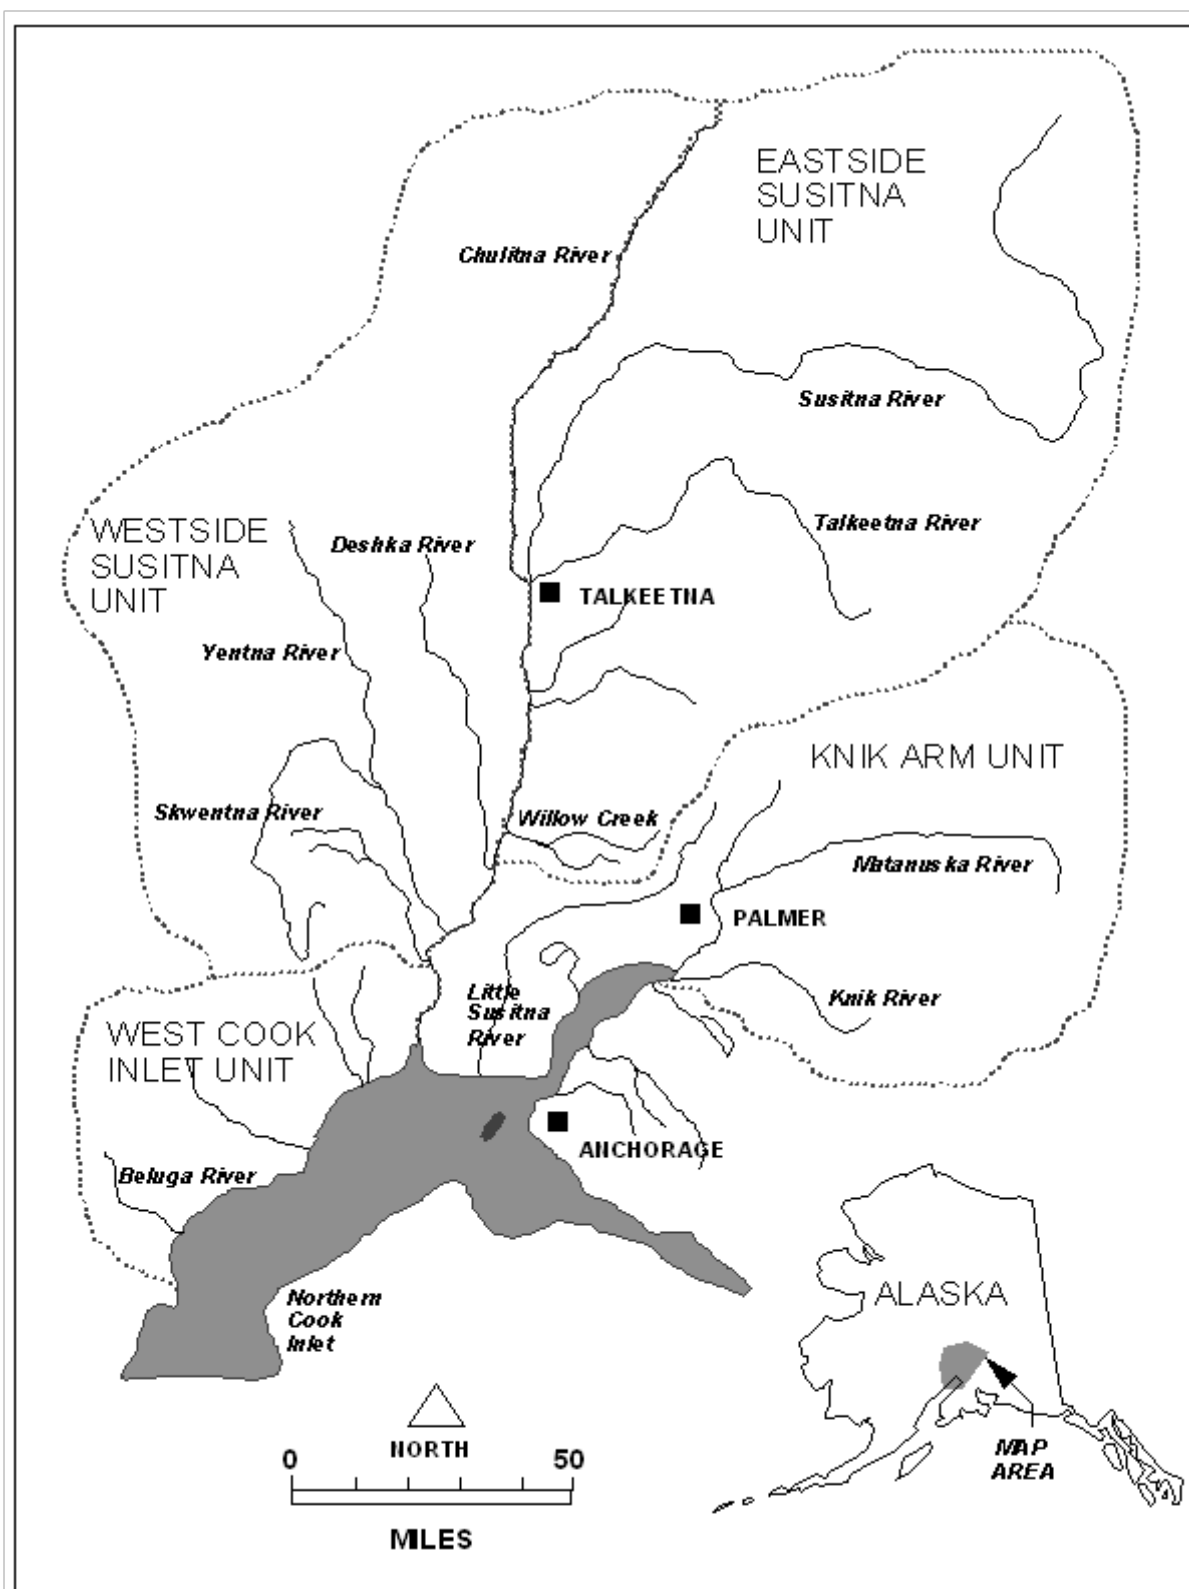 EASTSIDE
SUSITNA
UNIT
Chulitna River
Susitna River
WESTSIDE
SUSITNA
UNIT
Deshka River
Talkeetna River
TALKEETNA
Yentna River
KNIK ARM UNIT
Skwentna River
Willow Creek
Matanuska River
PALMER
Little
Susitna
River
Knik River
WEST COOK
INLET UNIT
ANCHORAGE
Beluga River
Northern
Cook
Inlet
ALASKA
MAP
AREA
NORTH
0 50
MILES